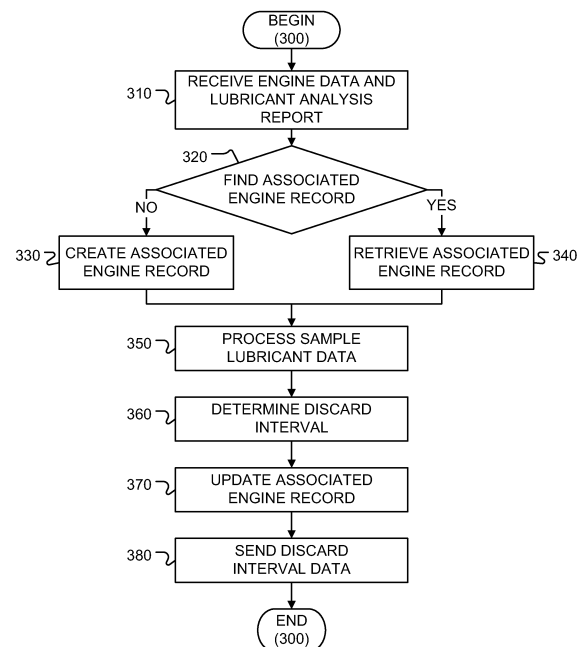 BEGIN
(300)
310
RECEIVE ENGINE DATA AND
LUBRICANT ANALYSIS
REPORT
320
FIND ASSOCIATED
ENGINE RECORD
NO
YES
330
CREATE ASSOCIATED
ENGINE RECORD
RETRIEVE ASSOCIATED
ENGINE RECORD
340
350
PROCESS SAMPLE
LUBRICANT DATA
360
DETERMINE DISCARD
INTERVAL
370
UPDATE ASSOCIATED
ENGINE RECORD
380
SEND DISCARD
INTERVAL DATA
END
(300)